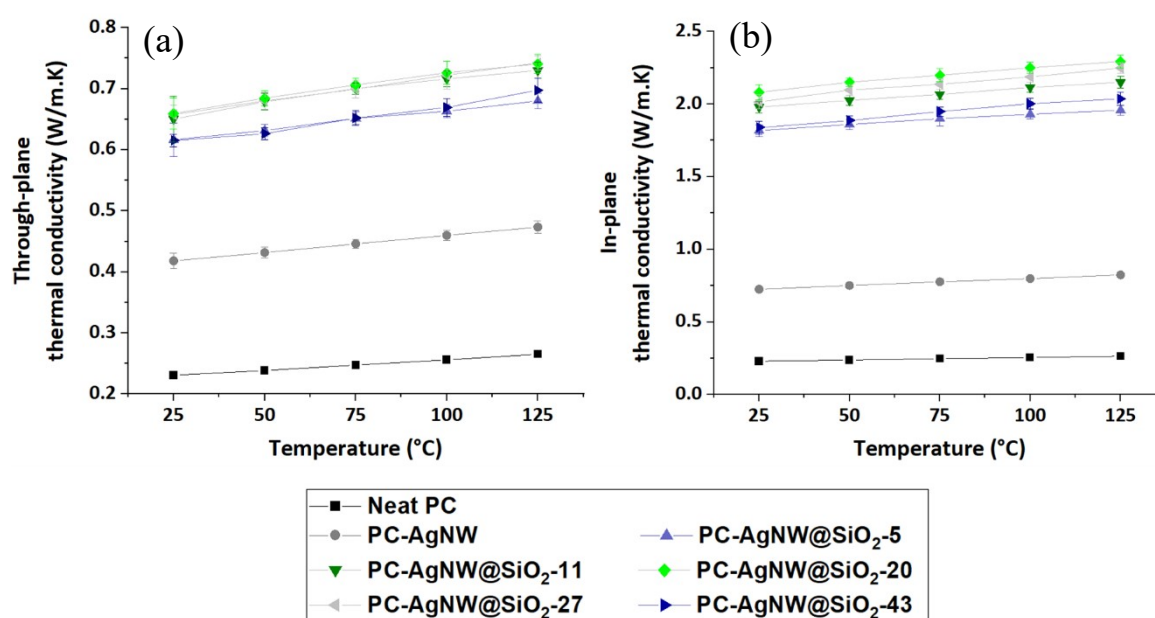 (a)
0.8
0.7
0.6
0.5
0.4
0.3
0.2
Through-plane
thermal conductivity (W/m.K)
25 50 75 100 125
Temperature (°C)
(b)
2.5
2.0
1.5
1.0
0.5
0.0
In-plane
thermal conductivity (W/m.K)
25 50 75 100 125
Temperature (°C)
Neat PC
PC-AgNW PC-AgNW@SiO₂-5
PC-AgNW@SiO₂-11 PC-AgNW@SiO₂-20
PC-AgNW@SiO₂-27 PC-AgNW@SiO₂-43